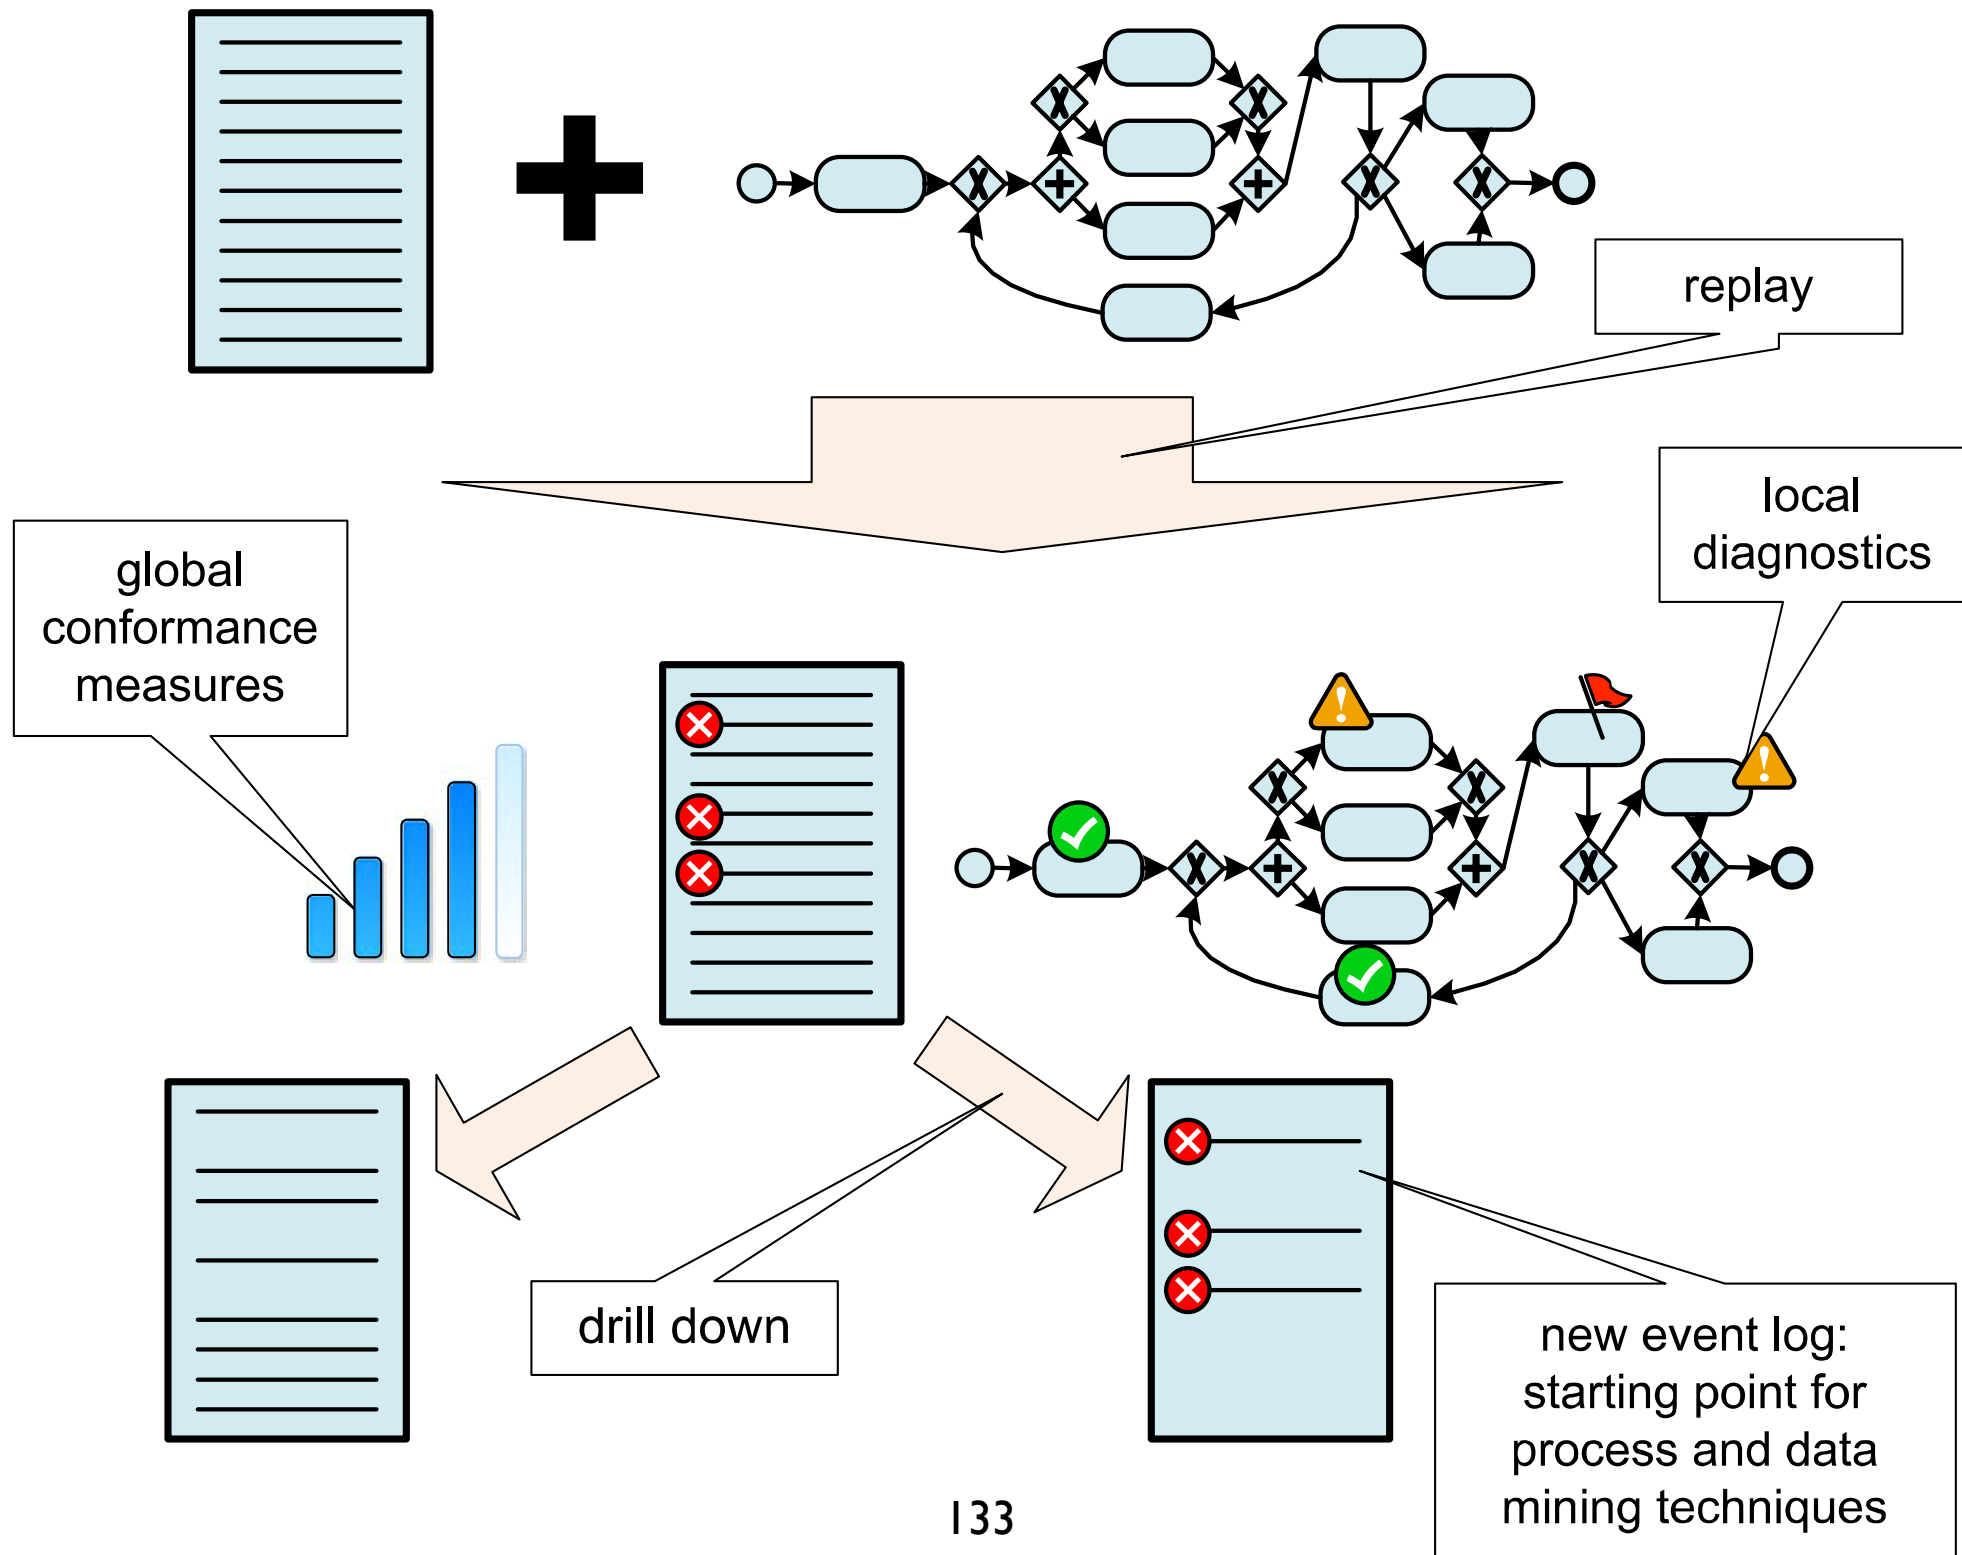 replay
local
diagnostics
global
conformance
measures
drill down
new event log:
starting point for
process and data
mining techniques
133